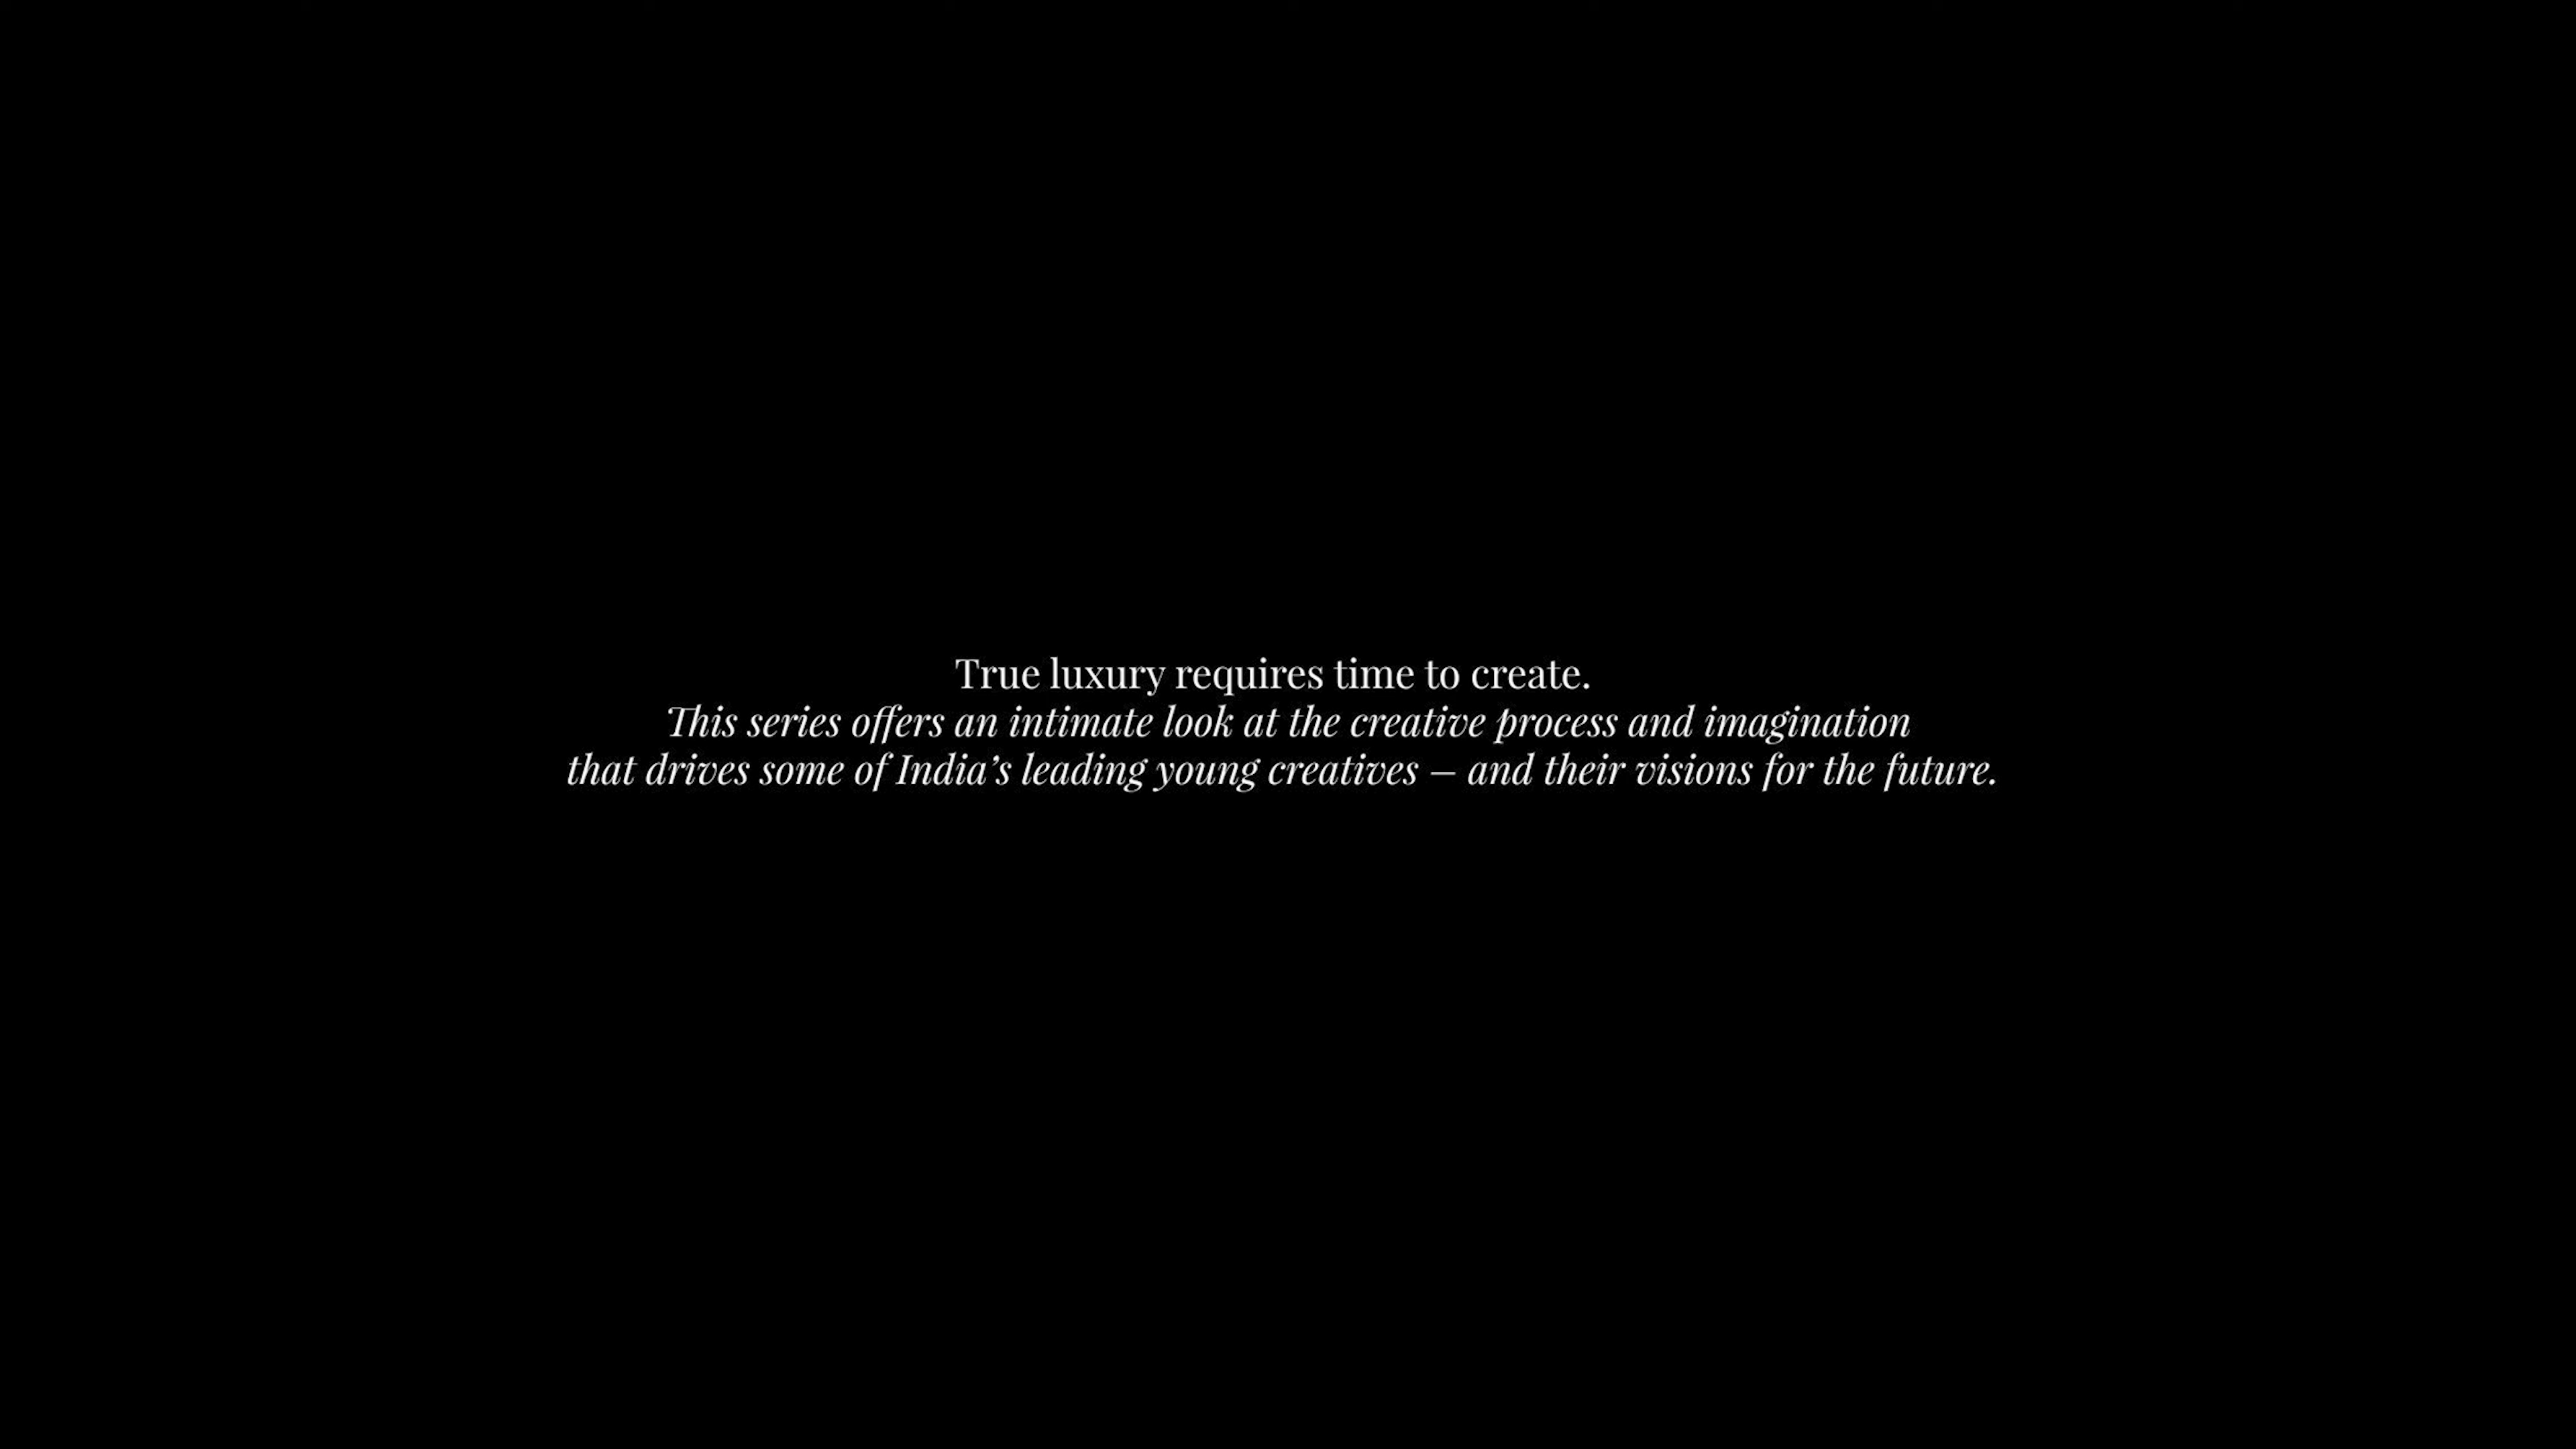 True luxury requires time to create.
This series offers an intimate look at the creative process and imagination
that drives some of India’s leading young creatives – and their visions for the future.